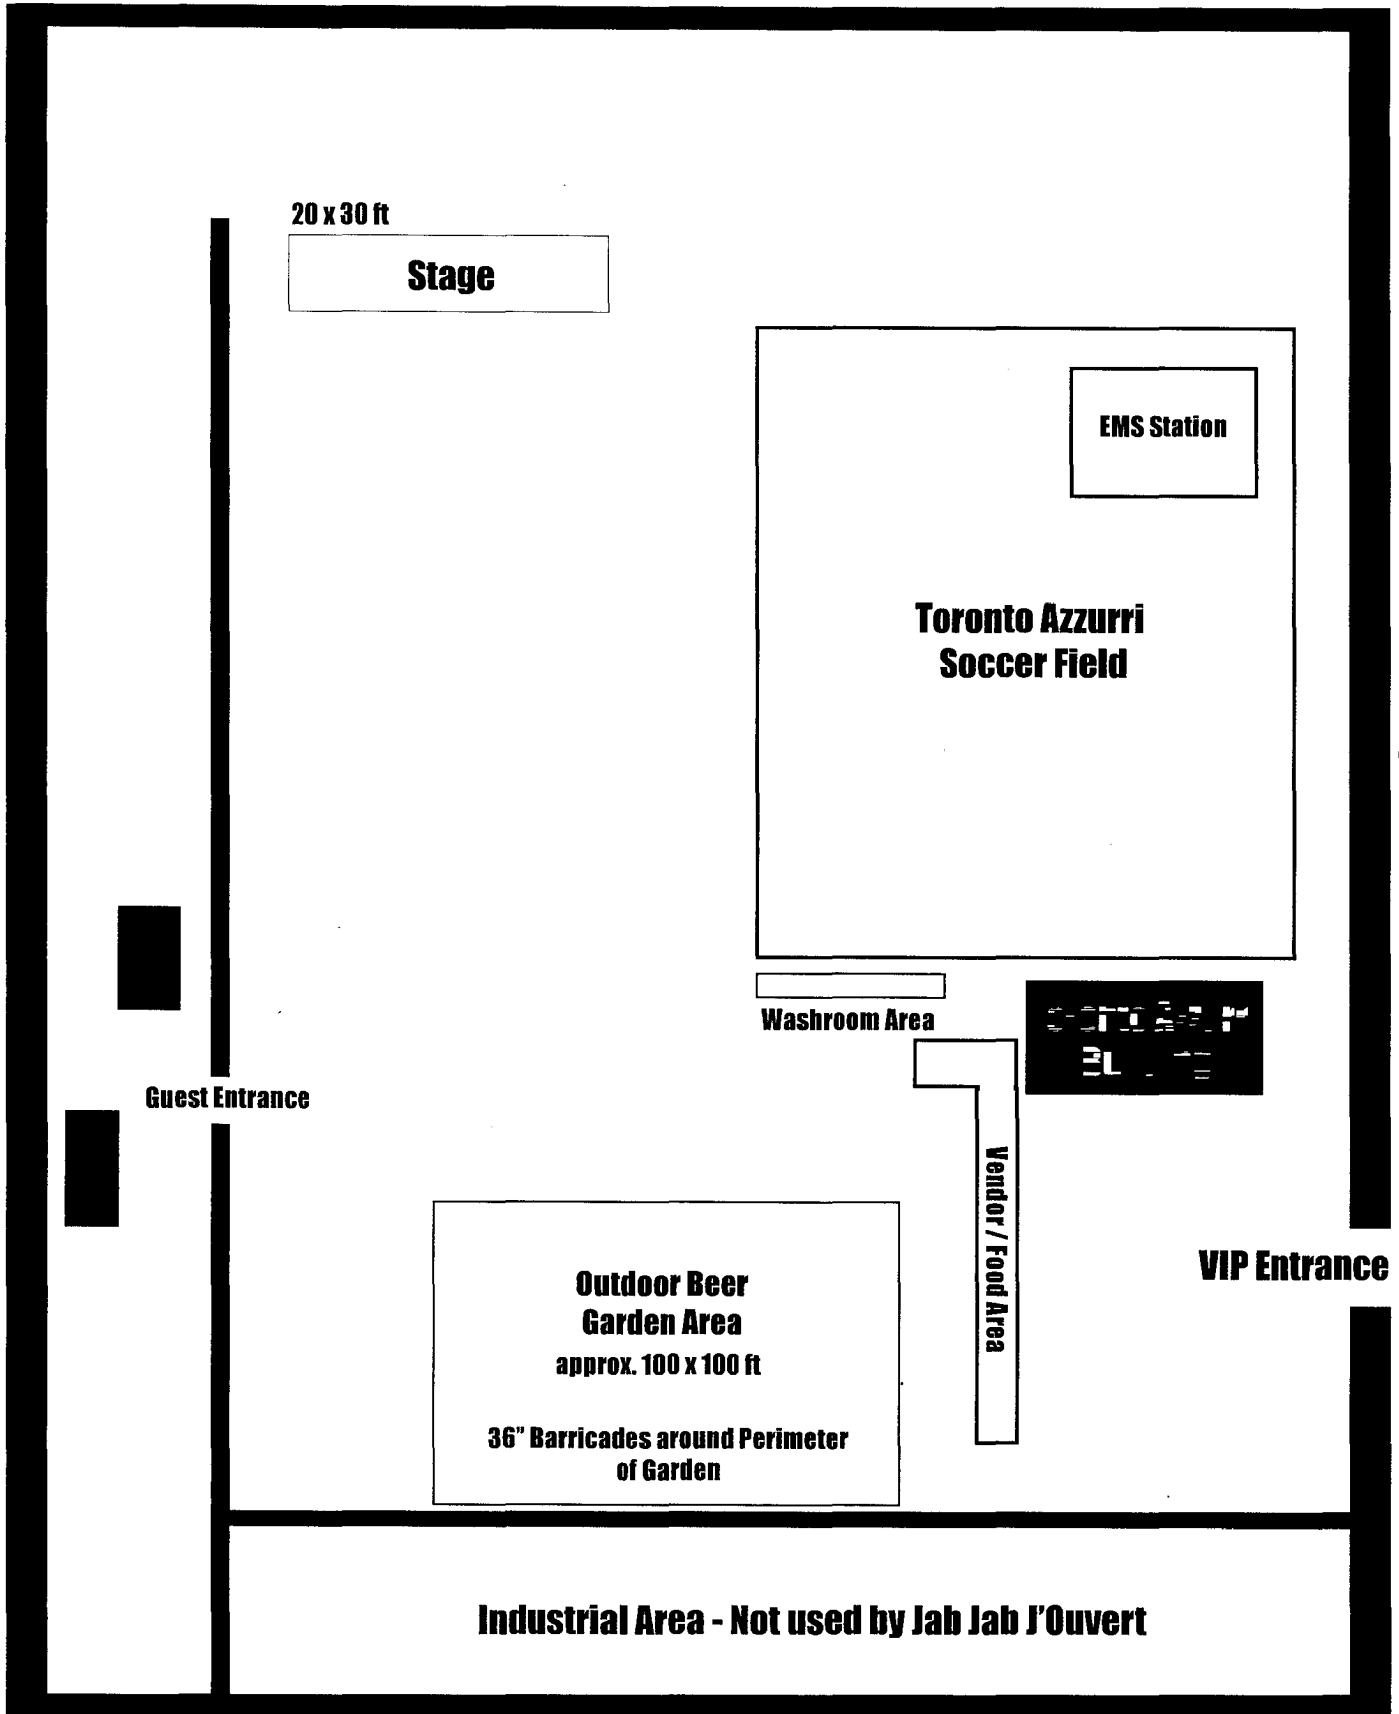 20 x 30 ft
Stage
EMS Station
Toronto Azzurri
Soccer Field
Washroom Area
Guest Entrance
Vendor / Food Area
VIP Entrance
Outdoor Beer
Garden Area
approx. 100 x 100 ft
36” Barricades around Perimeter
of Garden
Industrial Area - Not used by Jab Jab J’Ouvert